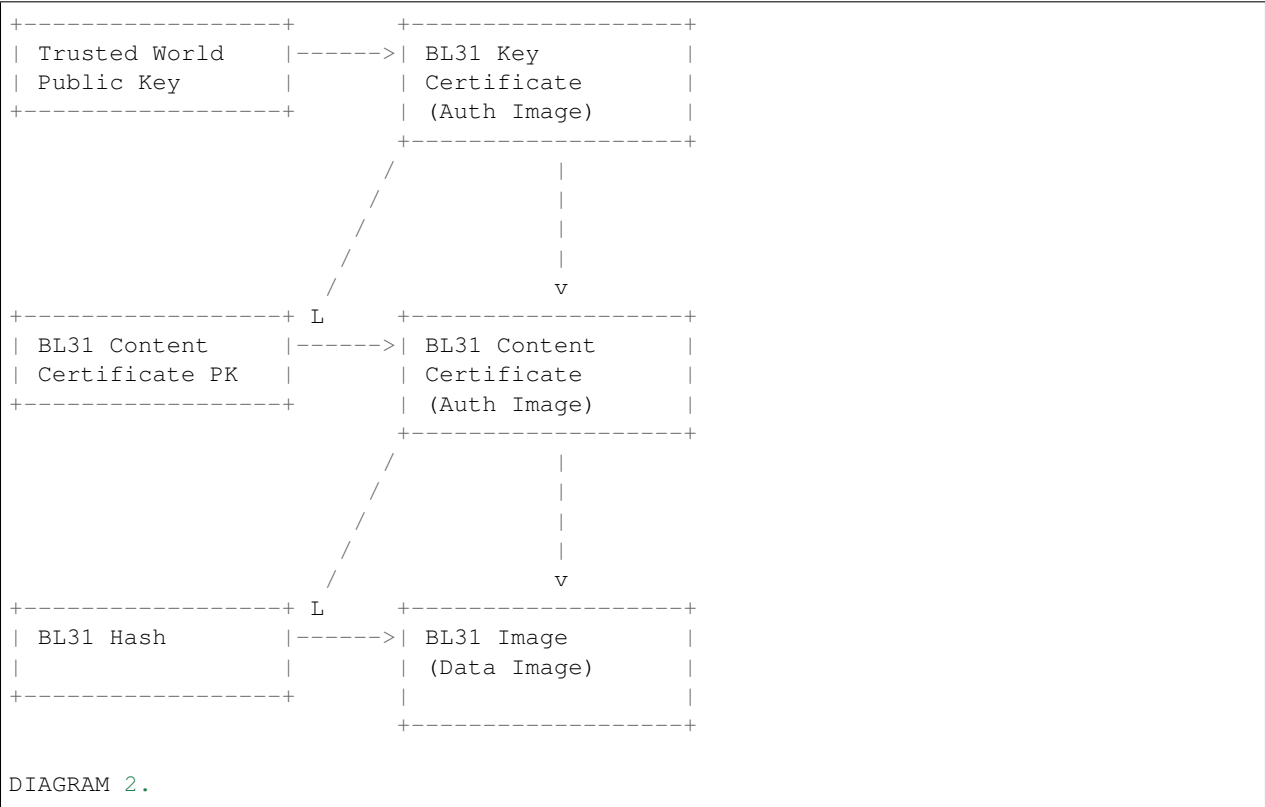 +------------------+       +-------------------+
| Trusted World    |------>| BL31 Key          |
| Public Key       |       | Certificate       |
+------------------+       | (Auth Image)      |
                           +-------------------+
                          /           |
                         /            |
                        /             |
                       /              |
                      /               v
+------------------+ L     +-------------------+
| BL31 Content     |------>| BL31 Content      |
| Certificate PK   |       | Certificate       |
+------------------+       | (Auth Image)      |
                           +-------------------+
                          /           |
                         /            |
                        /             |
                       /              |
                      /               v
+------------------+ L     +-------------------+
| BL31 Hash        |------>| BL31 Image        |
|                  |       | (Data Image)      |
+------------------+       |                   |
                           +-------------------+

DIAGRAM 2.